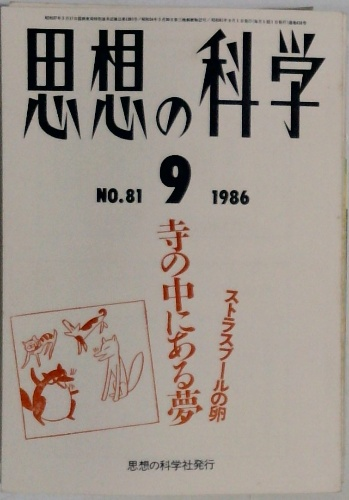 思想の科学
NO.81 9 1986
寺の中にある夢
ストラスブールの卵
思想の科学社発行